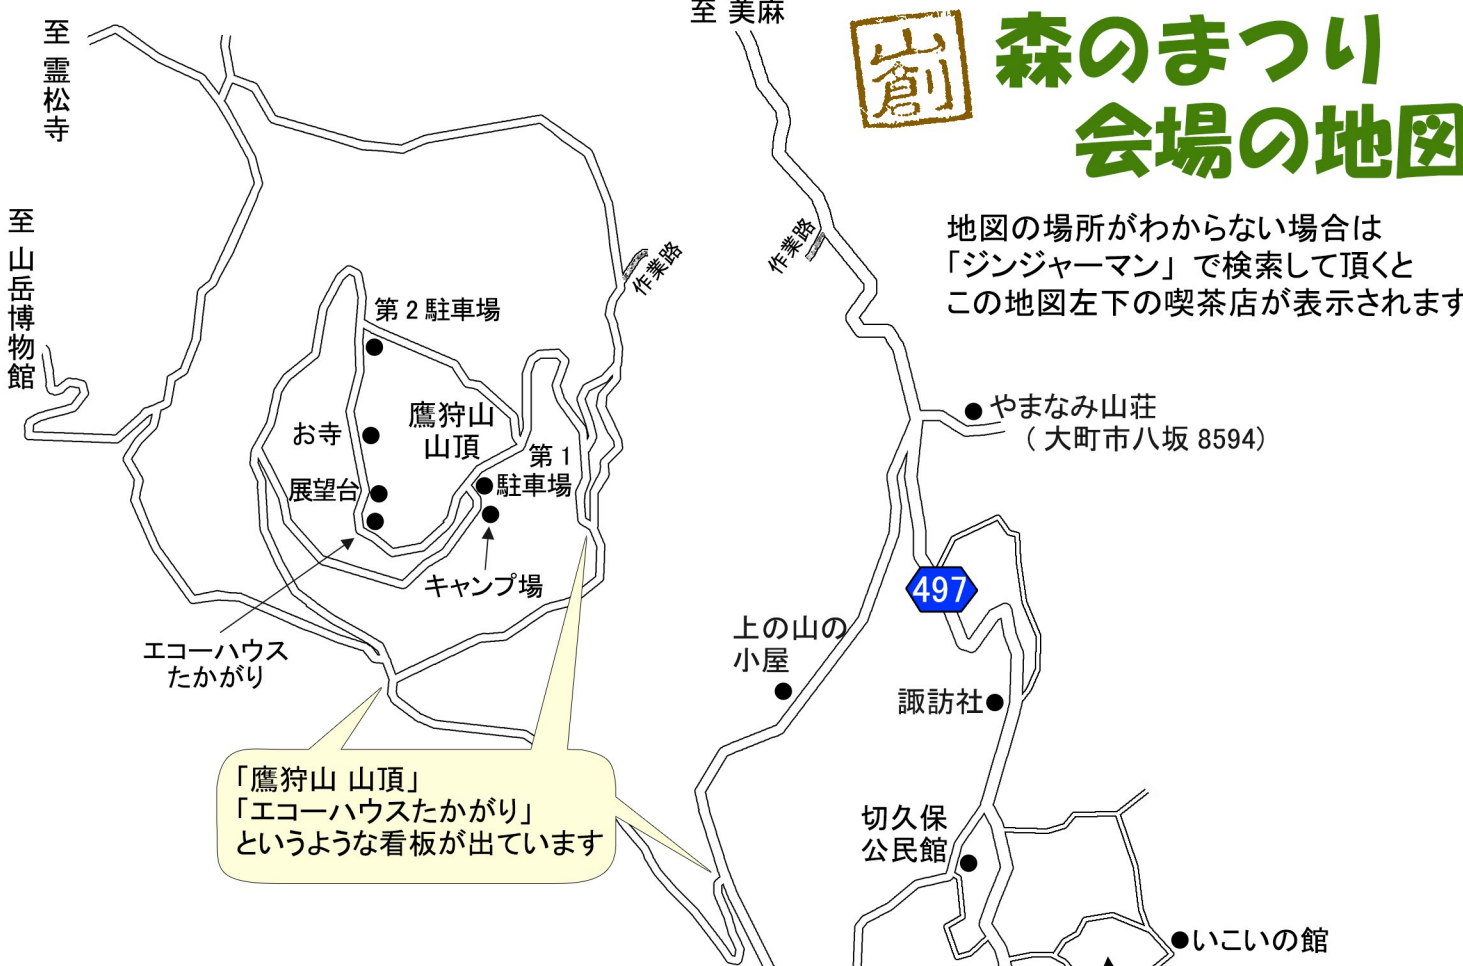 至 美麻
山創
森のまつり
会場の地図
地図の場所がわからない場合は
「ジンジャーマン」で検索して頂くと
この地図左下の喫茶店が表示されます
至 霊松寺
至 山岳博物館
作業路
作業路
第2駐車場
お寺
鷹狩山
山頂
第1
駐車場
展望台
キャンプ場
エコーハウス
たかがり
やまなみ山荘
(大町市八坂 8594)
497
上の山の
小屋
諏訪社
「鷹狩山 山頂」
「エコーハウスたかがり」
というような看板が出ています
切久保
公民館
いこいの館